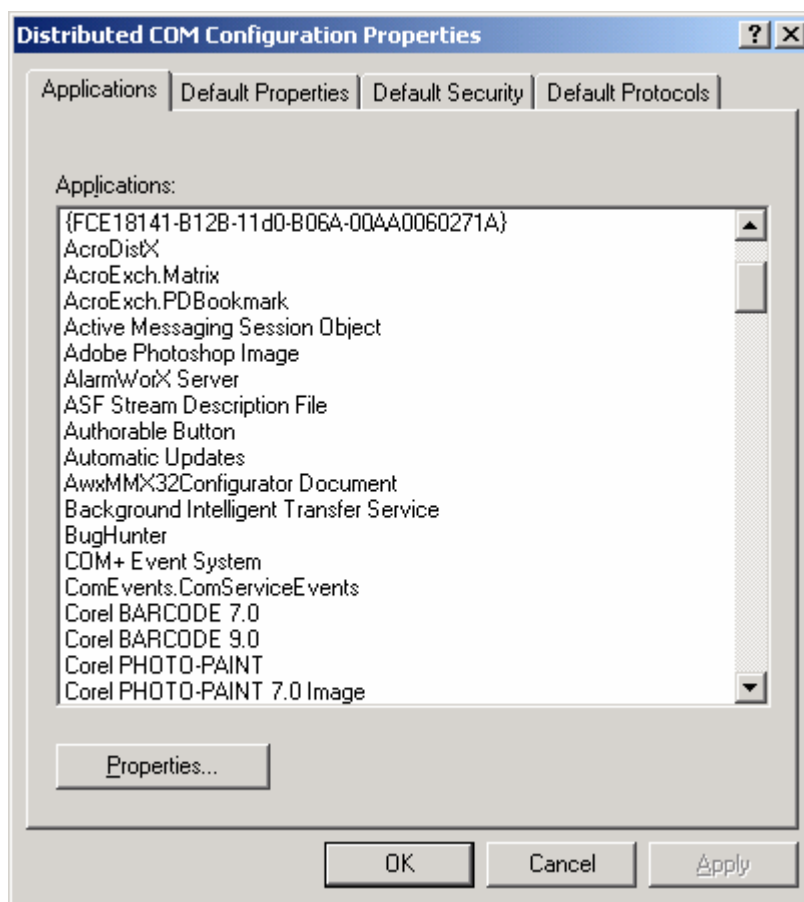 Distributed COM Configuration Properties
Applications Default Properties Default Security Default Protocols
Applications:
{FCE18141-B12B-11d0-B06A-00AA0060271A}
AcroDistX
AcroExch.Matrix
AcroExch.PDBookmark
Active Messaging Session Object
Adobe Photoshop Image
AlarmWorX Server
ASF Stream Description File
Authorable Button
Automatic Updates
AwxMMX32Configurator Document
Background Intelligent Transfer Service
BugHunter
COM+ Event System
ComEvents.ComServiceEvents
Corel BARCODE 7.0
Corel BARCODE 9.0
Corel PHOTO-PAINT
Corel PHOTO-PAINT 7.0 Image
Properties...
OK Cancel Apply